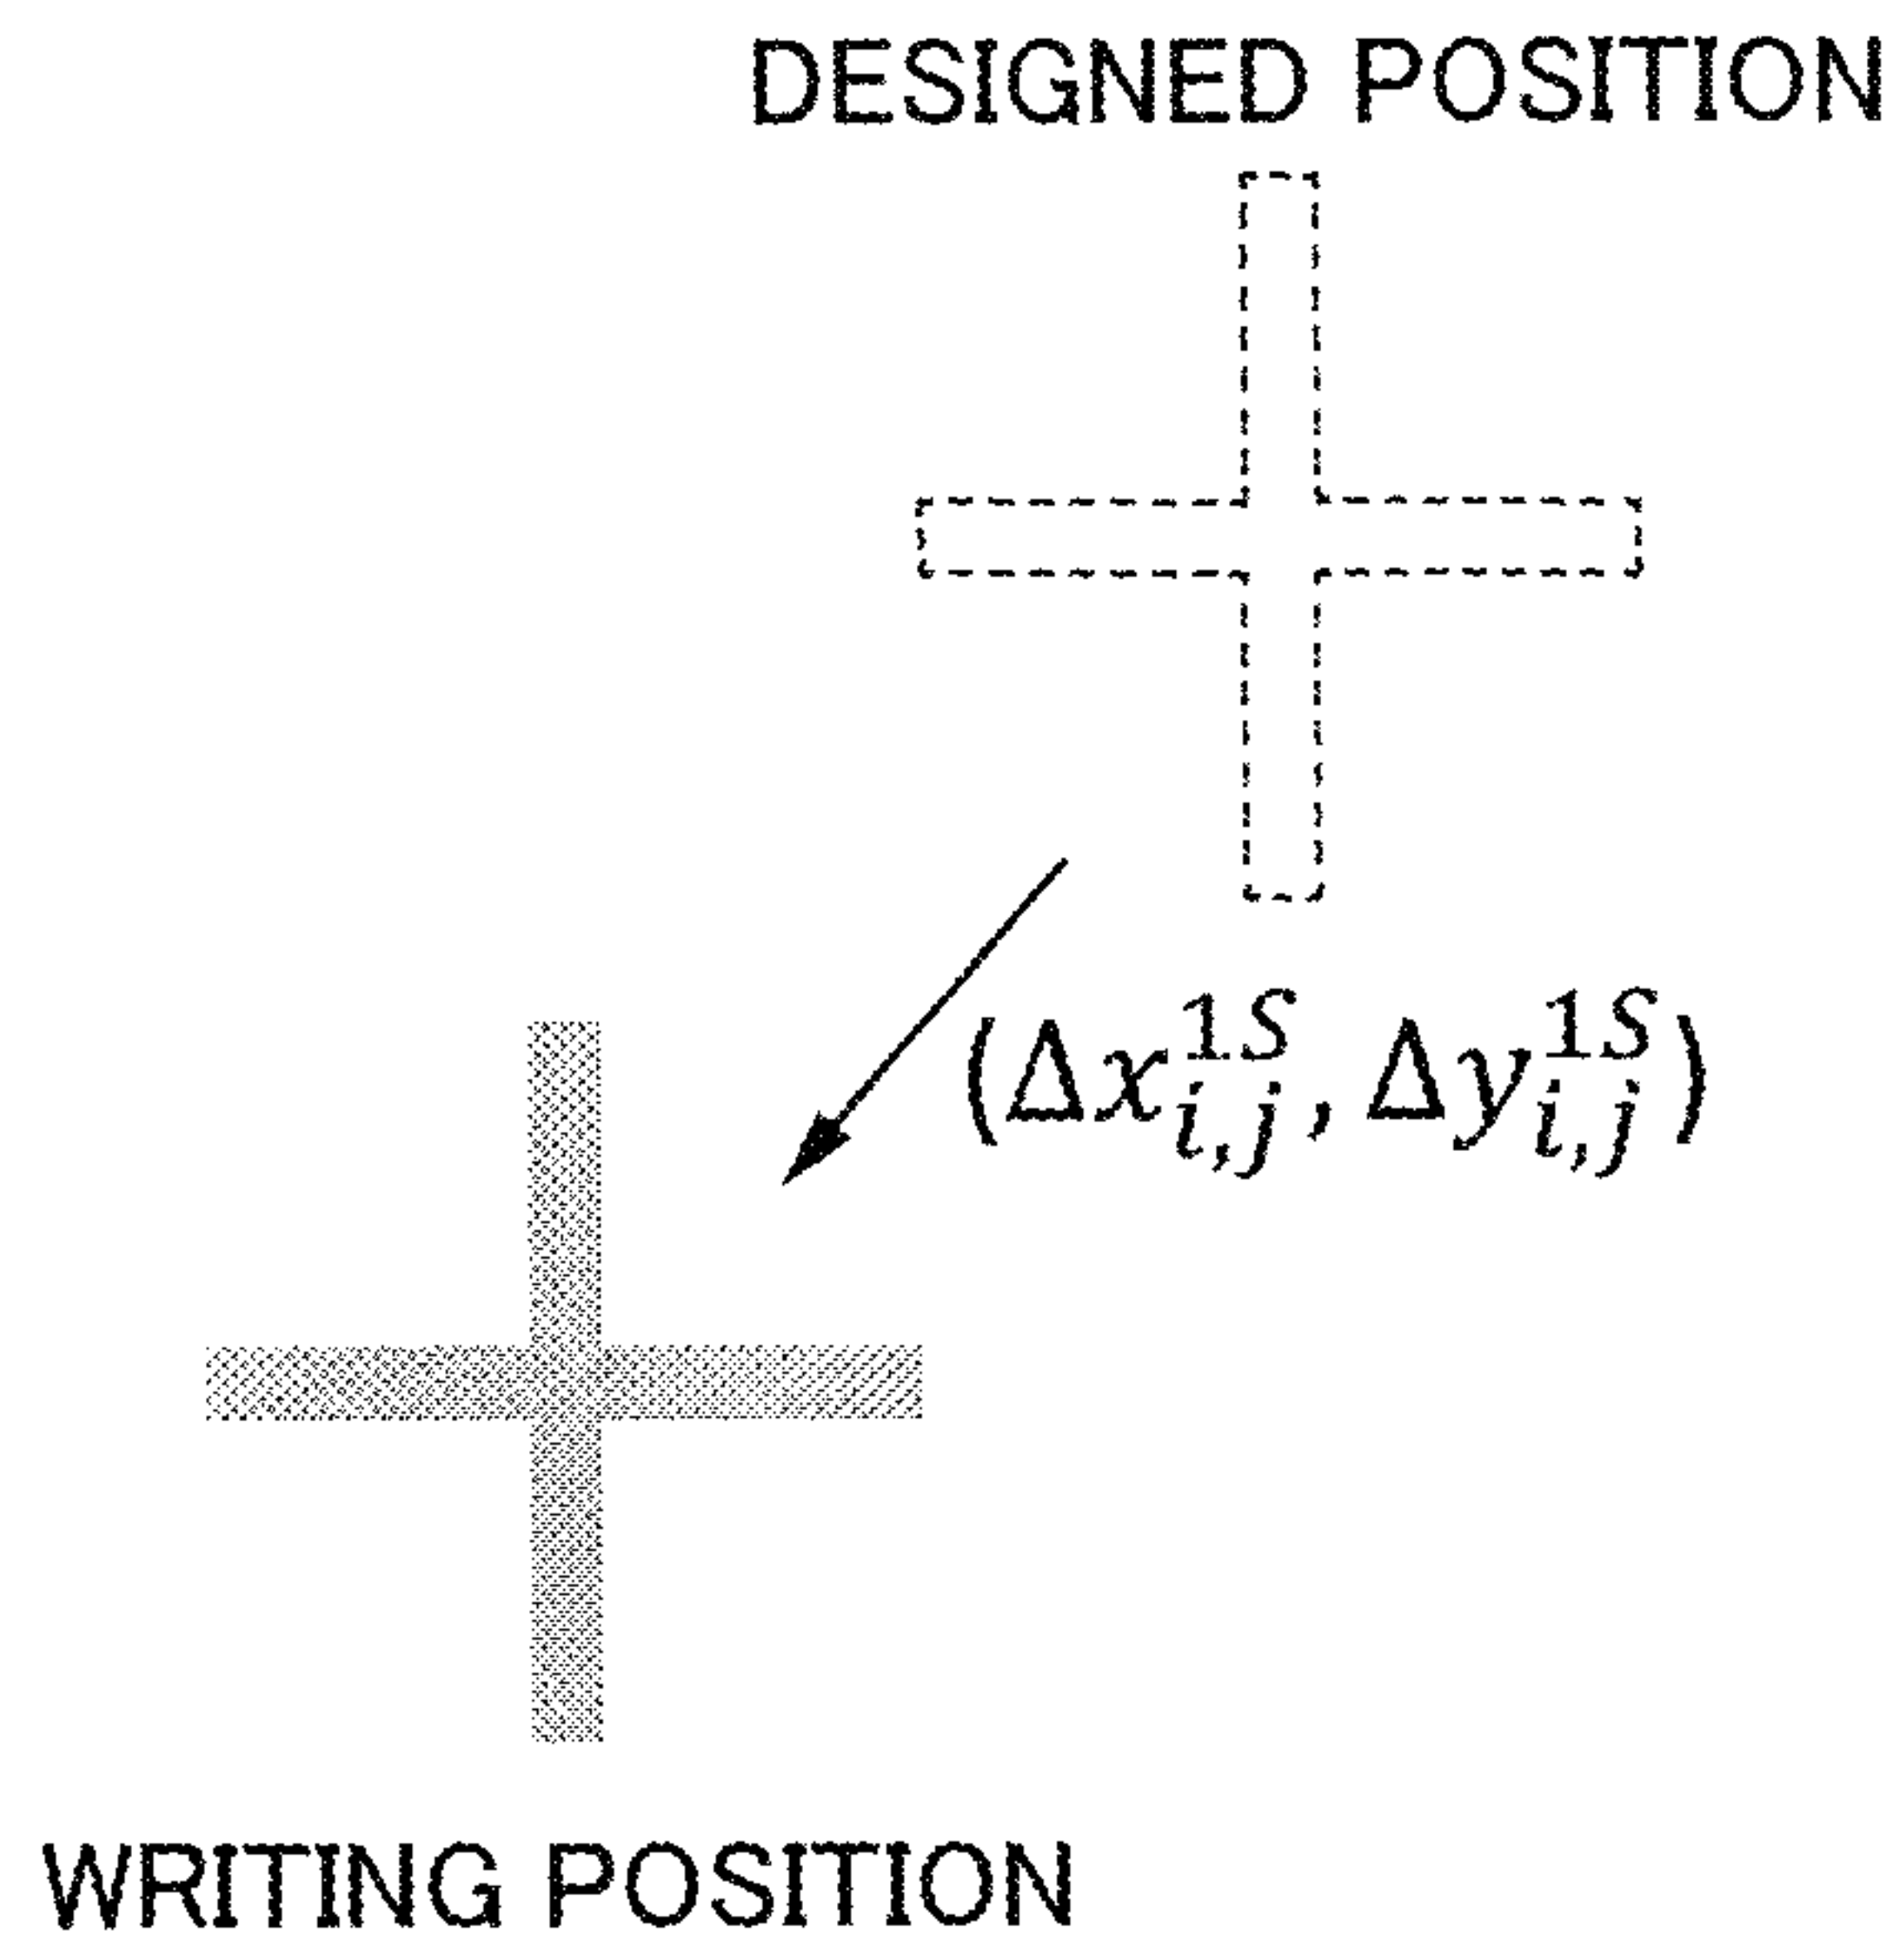 DESIGNED POSITION
(Δx^{1S}_{i,j}, Δy^{1S}_{i,j})
WRITING POSITION